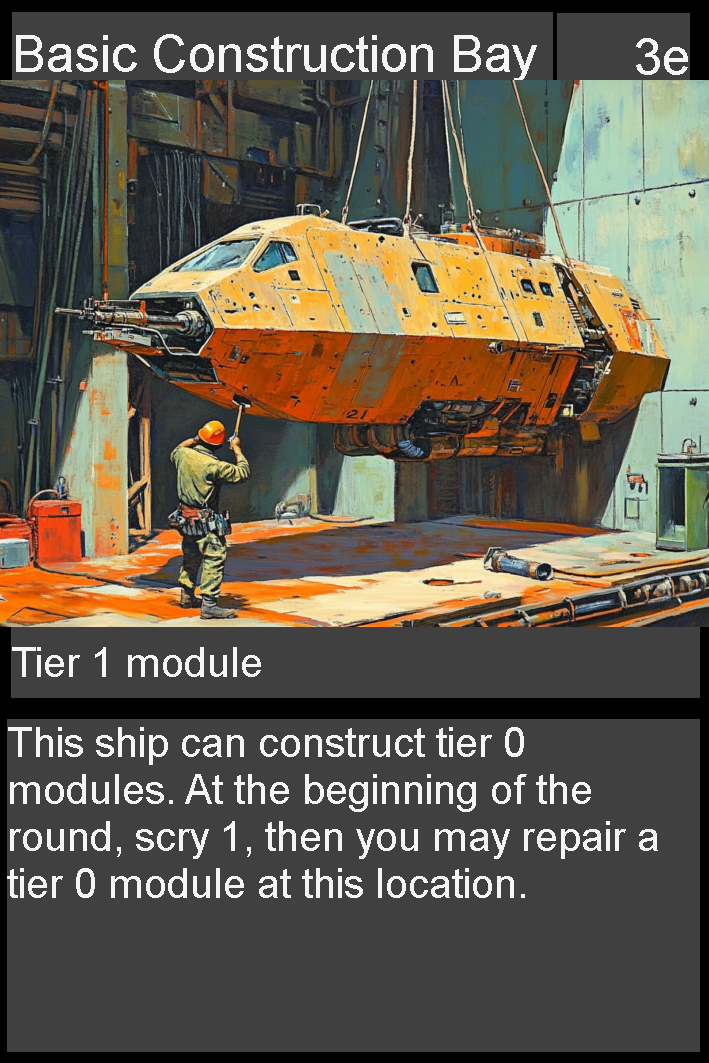 Basic Construction Bay
3e
21
Tier 1 module
This ship can construct tier 0
modules. At the beginning of the
round, scry 1, then you may repair a
tier 0 module at this location.